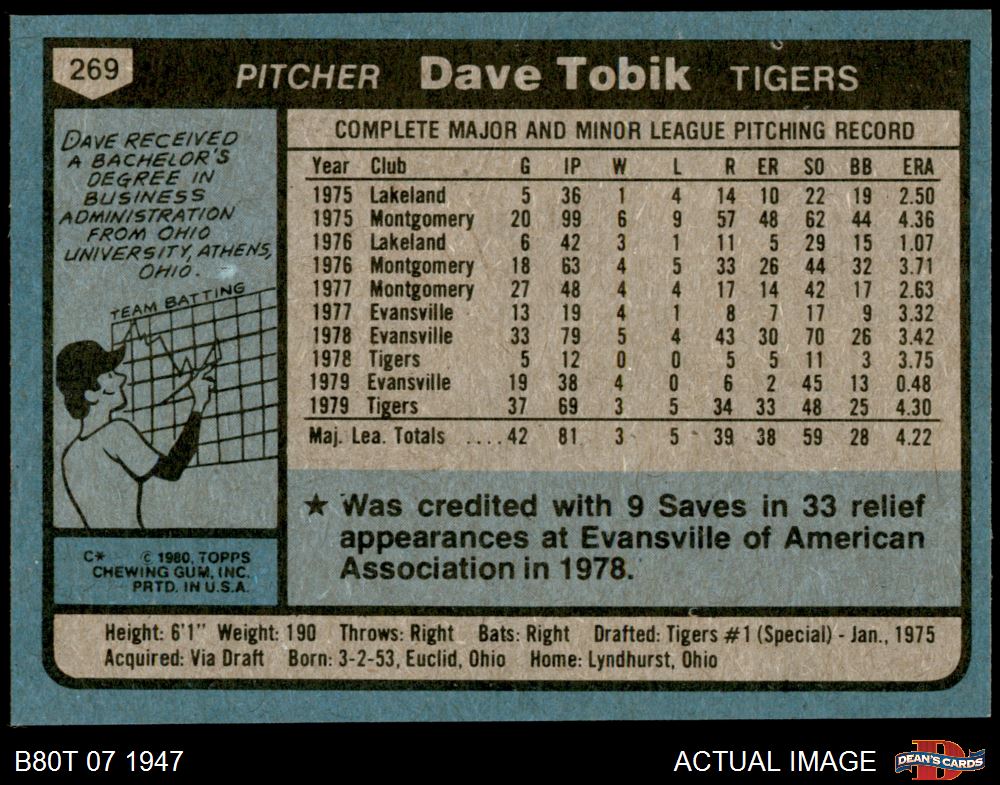 269
PITCHER Dave Tobik TIGERS
DAVE RECEIVED
A BACHELOR'S
DEGREE IN
BUSINESS
ADMINISTRATION
FROM OHIO
UNIVERSITY, ATHENS,
OHIO.
TEAM BATTING
C* © 1980, TOPPS
CHEWING GUM, INC.
PRTD. IN U.S.A.
COMPLETE MAJOR AND MINOR LEAGUE PITCHING RECORD
Year Club G IP W L R ER SO BB ERA
1975 Lakeland 5 36 1 4 14 10 22 19 2.50
1975 Montgomery 20 99 6 9 57 48 62 44 4.36
1976 Lakeland 6 42 3 1 11 5 29 15 1.07
1976 Montgomery 18 63 4 5 33 26 44 32 3.71
1977 Montgomery 27 48 4 4 17 14 42 17 2.63
1977 Evansville 13 19 4 1 8 7 17 9 3.32
1978 Evansville 33 79 5 4 43 30 70 26 3.42
1978 Tigers 5 12 0 0 5 5 11 3 3.75
1979 Evansville 19 38 4 0 6 2 45 13 0.48
1979 Tigers 37 69 3 5 34 33 48 25 4.30
Maj. Lea. Totals ....42 81 3 5 39 38 59 28 4.22
★ Was credited with 9 Saves in 33 relief
appearances at Evansville of American
Association in 1978.
Height: 6'1" Weight: 190 Throws: Right Bats: Right Drafted: Tigers #1 (Special) - Jan., 1975
Acquired: Via Draft Born: 3-2-53, Euclid, Ohio Home: Lyndhurst, Ohio
B80T 07 1947
ACTUAL IMAGE
DEAN'S CARDS